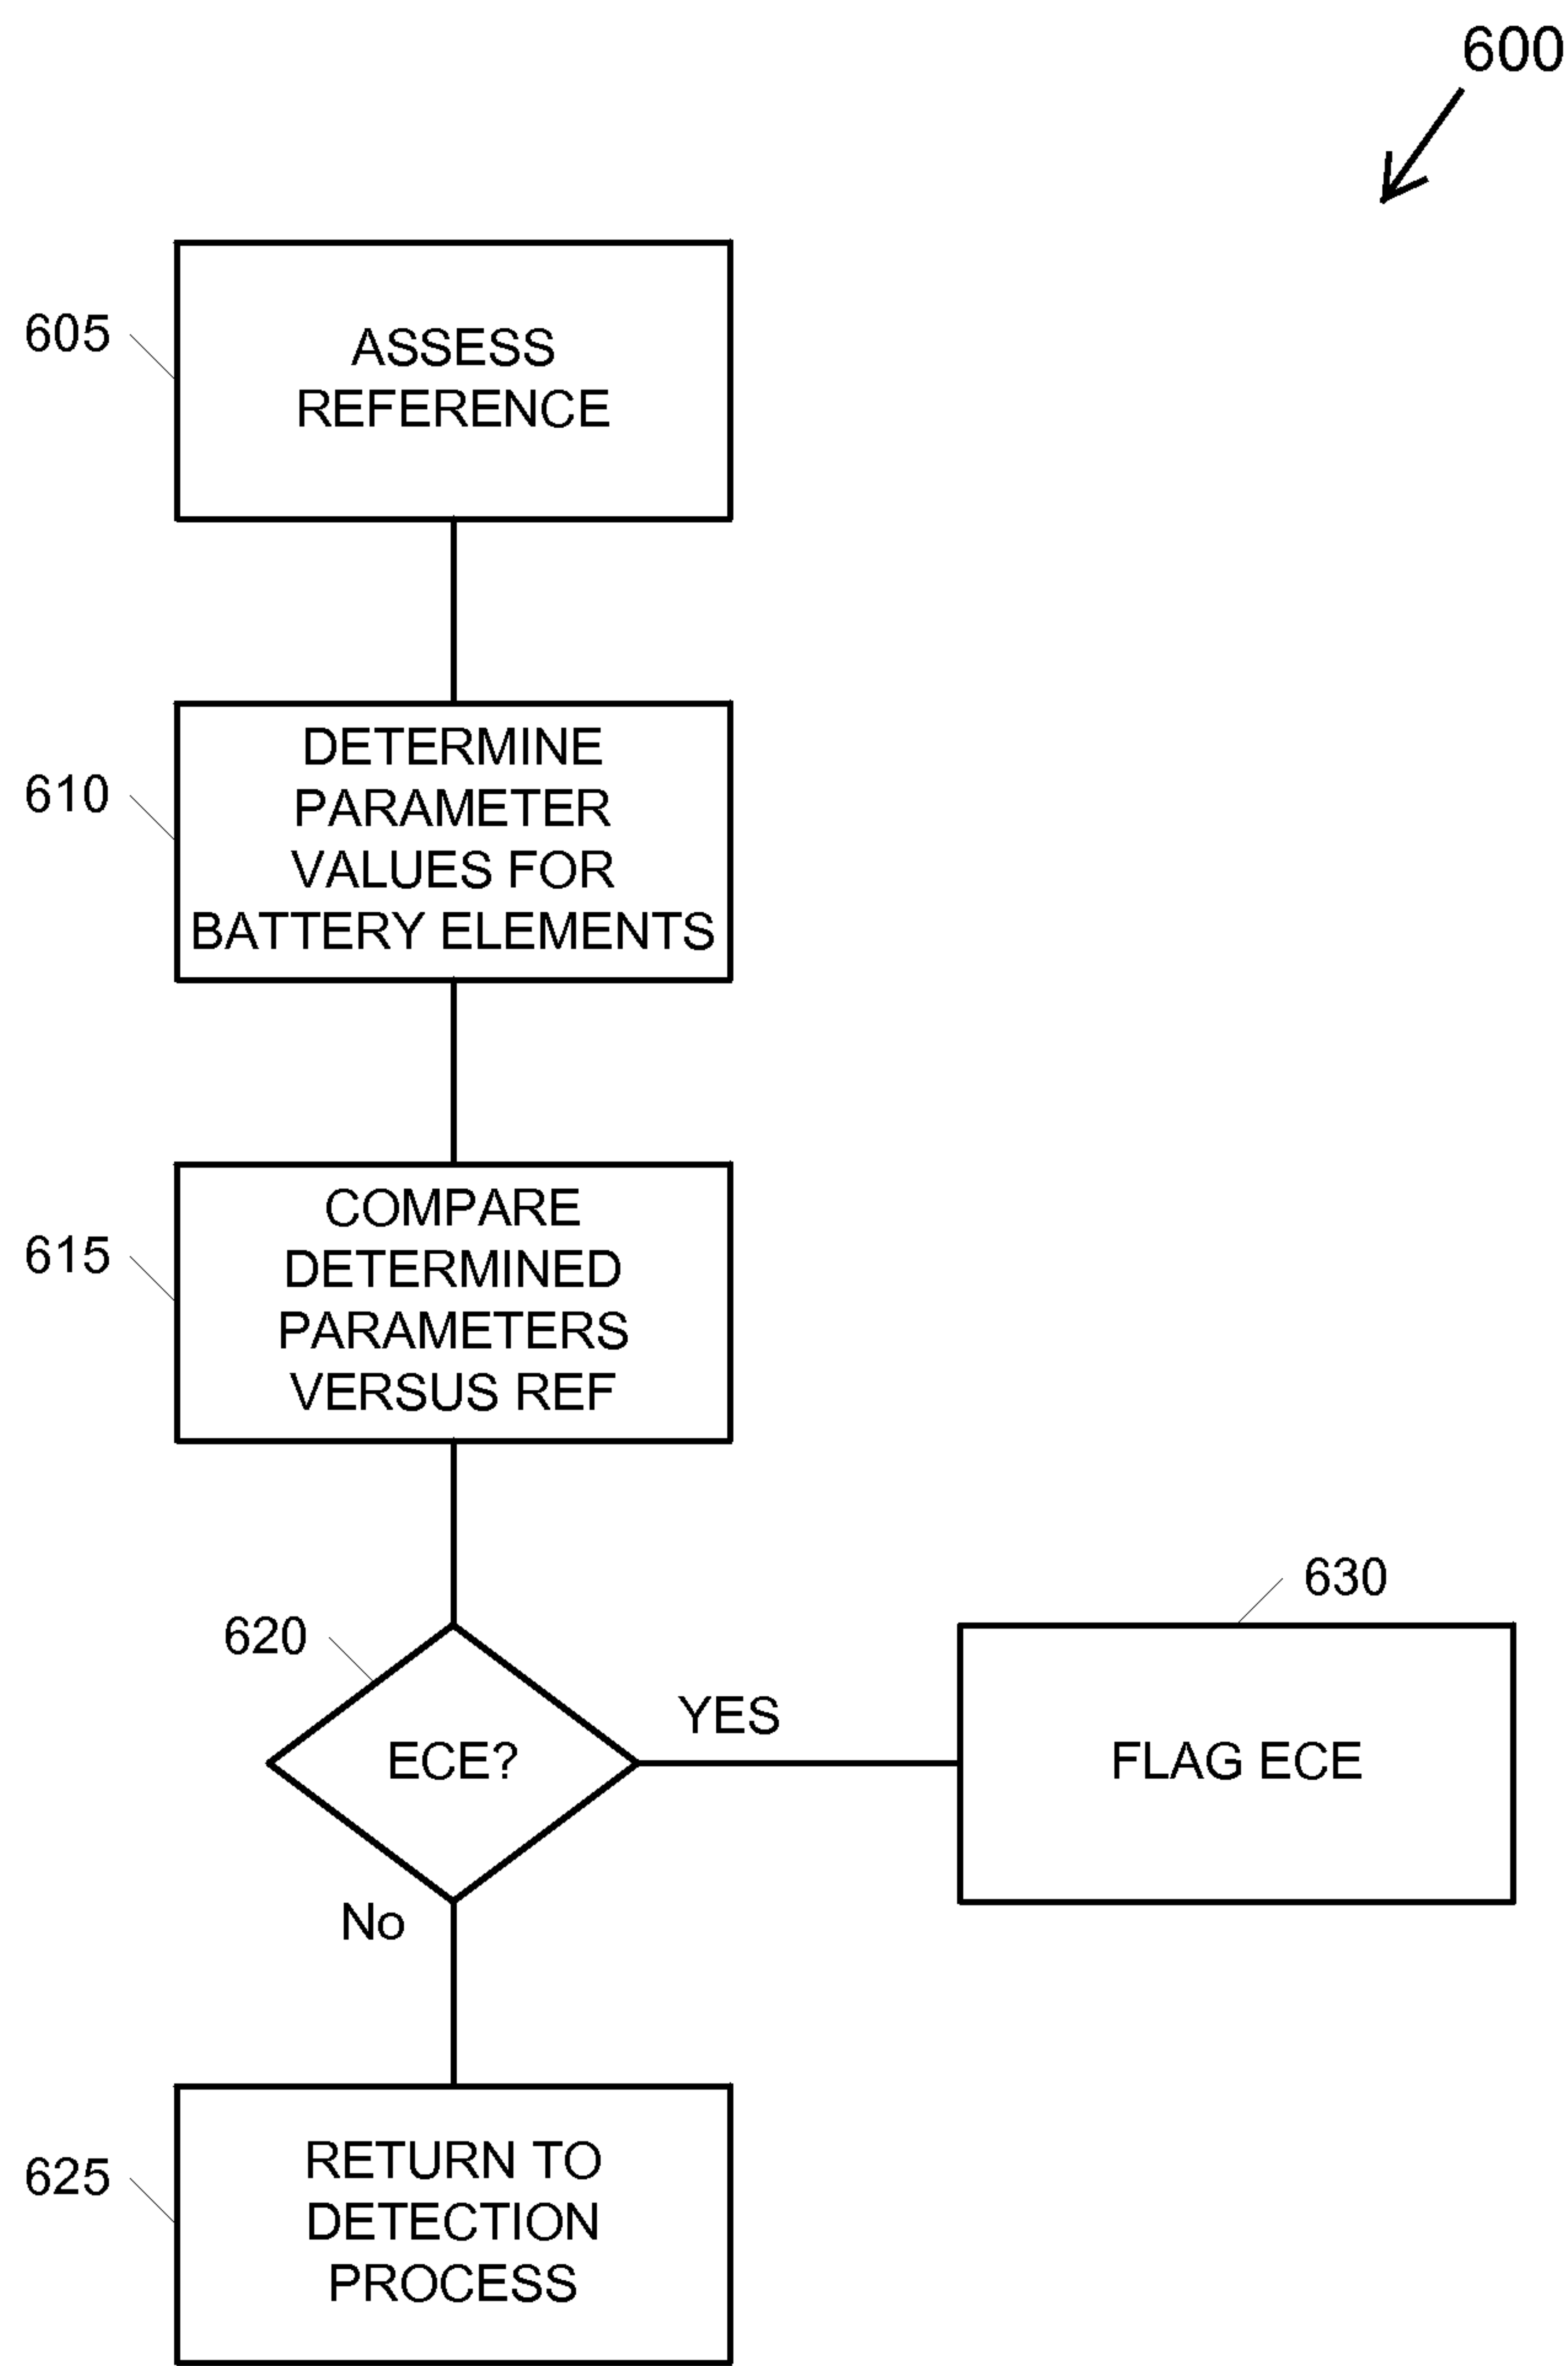 600
605
ASSESS
REFERENCE
610
DETERMINE
PARAMETER
VALUES FOR
BATTERY ELEMENTS
615
COMPARE
DETERMINED
PARAMETERS
VERSUS REF
620
ECE?
YES
630
FLAG ECE
No
625
RETURN TO
DETECTION
PROCESS